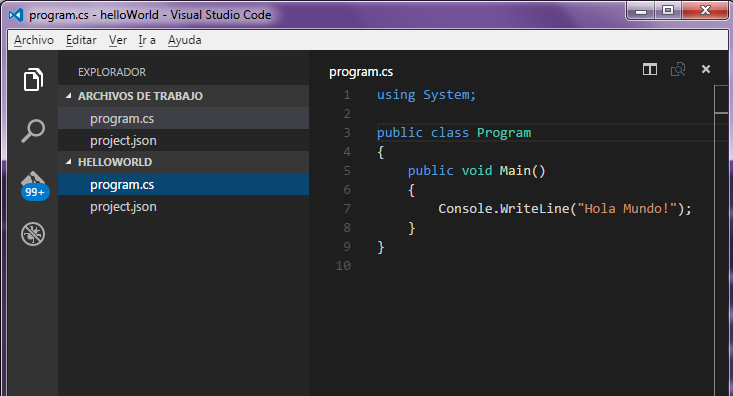 program.cs - helloWorld - Visual Studio Code
Archivo Editar Ver Ir a Ayuda
EXPLORADOR
ARCHIVOS DE TRABAJO
program.cs
project.json
HELLOWORLD
program.cs
project.json
99+
program.cs
1 using System;
2
3 public class Program
4 {
5 public void Main()
6 {
7 Console.WriteLine("Hola Mundo!");
8 }
9 }
10